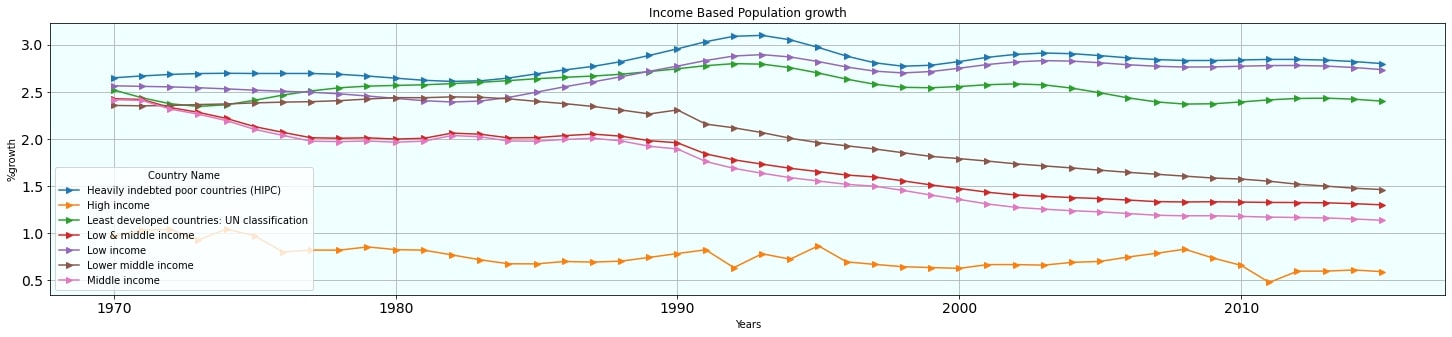 Income Based Population growth
%growth
3.0
2.5
2.0
1.5
1.0
0.5
Country Name
Heavily indebted poor countries (HIPC)
High income
Least developed countries: UN classification
Low & middle income
Low income
Lower middle income
Middle income
1970
1980
1990
2000
2010
Years